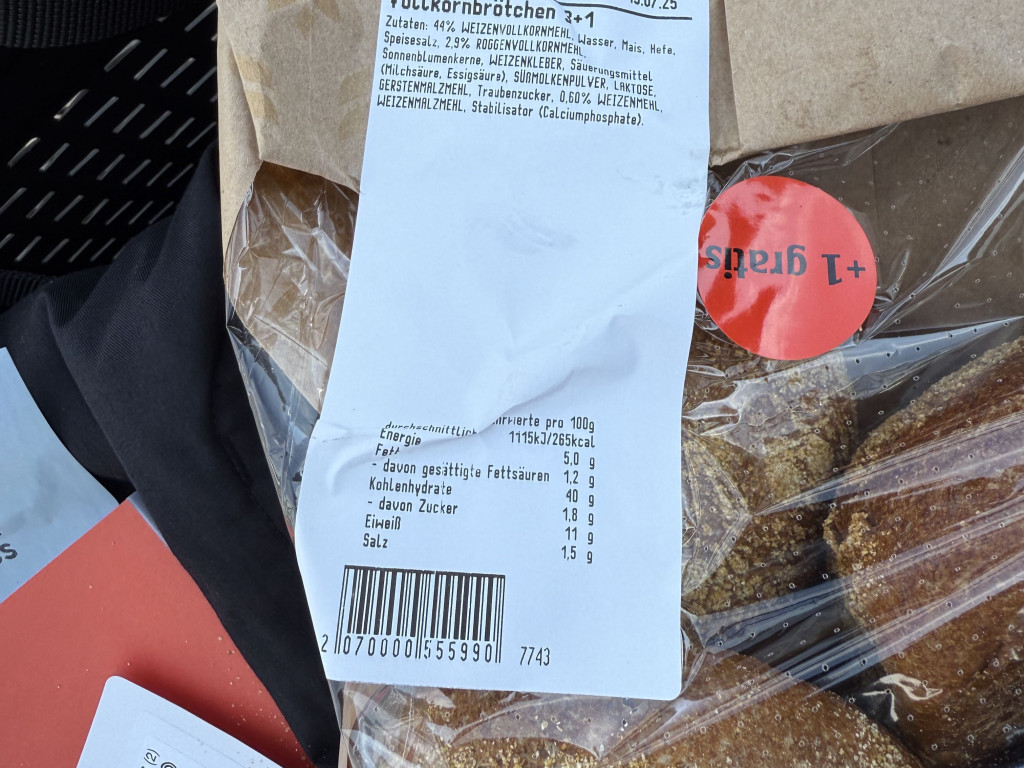 Vollkornbrötchen 3+1
Zutaten: 44% WEIZENVOLLKORNMEHL, Wasser, Mais, Hefe,
Speisesalz, 2,9% ROGGENVOLLKORNMEHL,
Sonnenblumenkerne, WEIZENKLEBER, Säuerungsmittel
(Milchsäure, Essigsäure), SÜßMOLKENPULVER, LAKTOSE,
GERSTENMALZMEHL, Traubenzucker, 0,60% WEIZENMEHL,
WEIZENMALZMEHL, Stabilisator (Calciumphosphate).
+1 gratis
pro 100g
Energie 1115kJ/265kcal
Fett 5,0 g
- davon gesättigte Fettsäuren 1,2 g
Kohlenhydrate 40 g
- davon Zucker 1,8 g
Eiweiß 11 g
Salz 1,5 g
2 070000 555990 7743
(2)